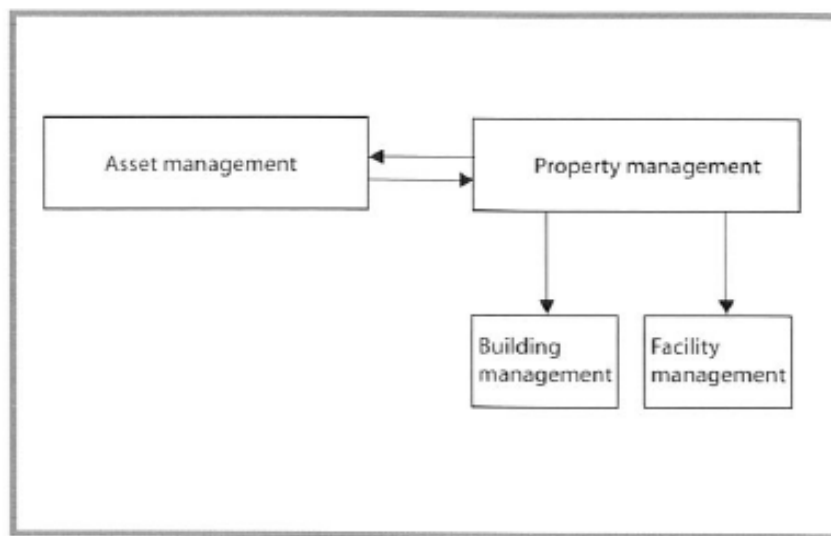 Asset management
Property management
Building
management
Facility
management